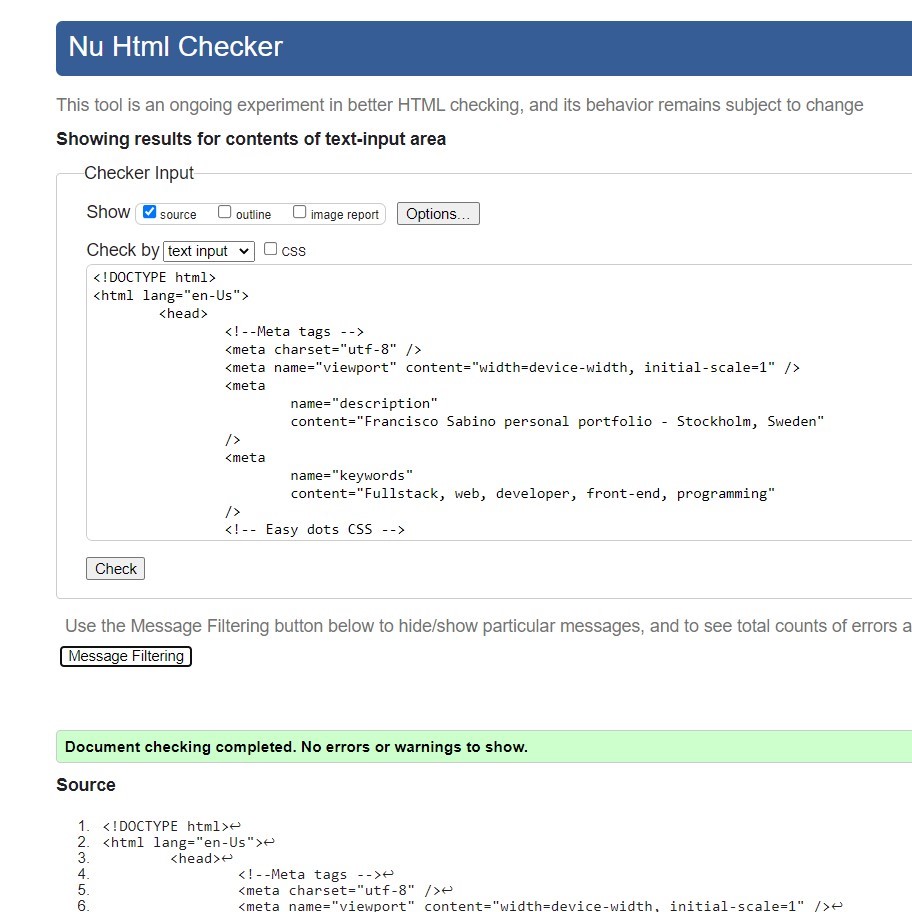 Nu Html Checker
This tool is an ongoing experiment in better HTML checking, and its behavior remains subject to change
Showing results for contents of text-input area
Checker Input
Show source outline image report Options...
Check by text input CSS
<!DOCTYPE html>
<html lang="en-Us">
<head>
<!--Meta tags -->
<meta charset="utf-8" />
<meta name="viewport" content="width=device-width, initial-scale=1" />
<meta
name="description"
content="Francisco Sabino personal portfolio - Stockholm, Sweden"
/>
<meta
name="keywords"
content="Fullstack, web, developer, front-end, programming"
/>
<!-- Easy dots CSS -->
Check
Use the Message Filtering button below to hide/show particular messages, and to see total counts of errors a
Message Filtering
Document checking completed. No errors or warnings to show.
Source
1. <!DOCTYPE html>↩
2. <html lang="en-Us">↩
3. <head>↩
4. <!--Meta tags -->↩
5. <meta charset="utf-8" />↩
6. <meta name="viewport" content="width=device-width, initial-scale=1" />↩